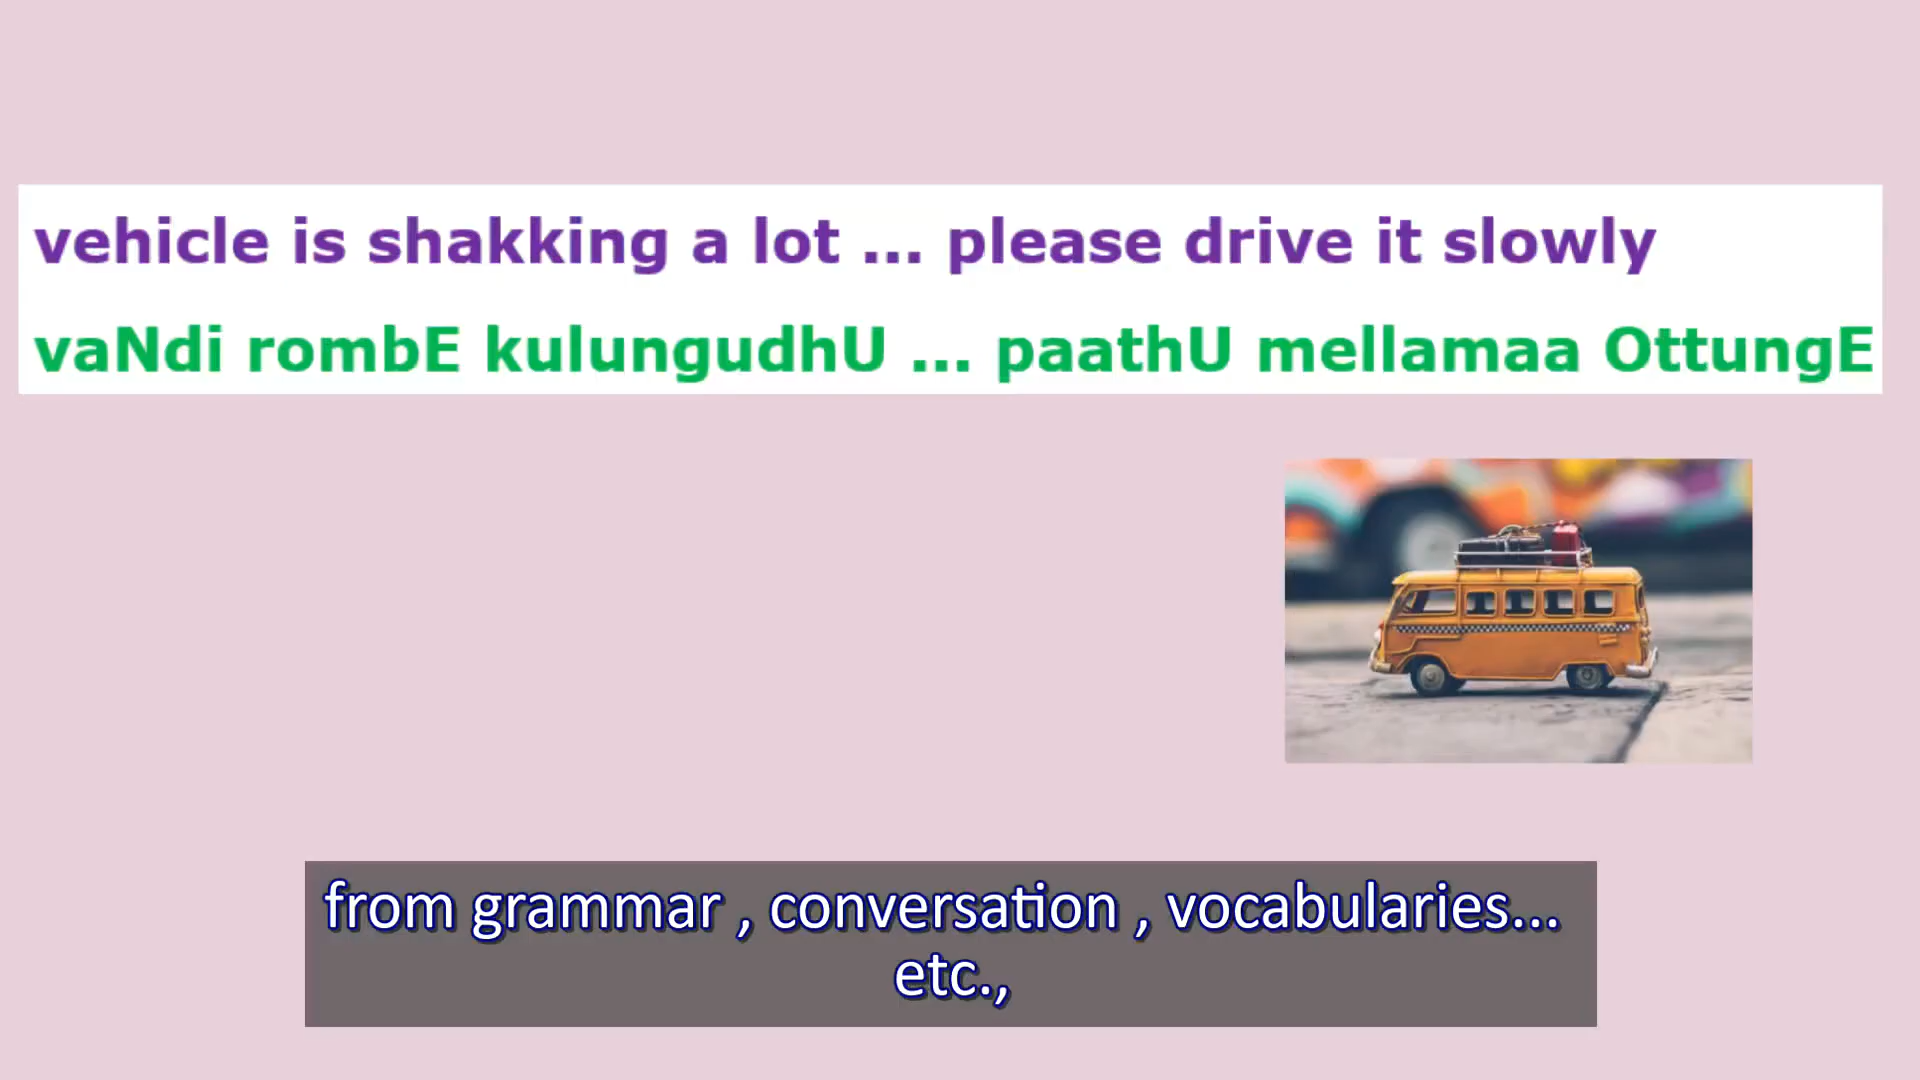 vehicle is shakking a lot ... please drive it slowly
vaNdi rombE kulungudhU ... paathU mellamaa OttungE
from grammar , conversation , vocabularies...
etc.,